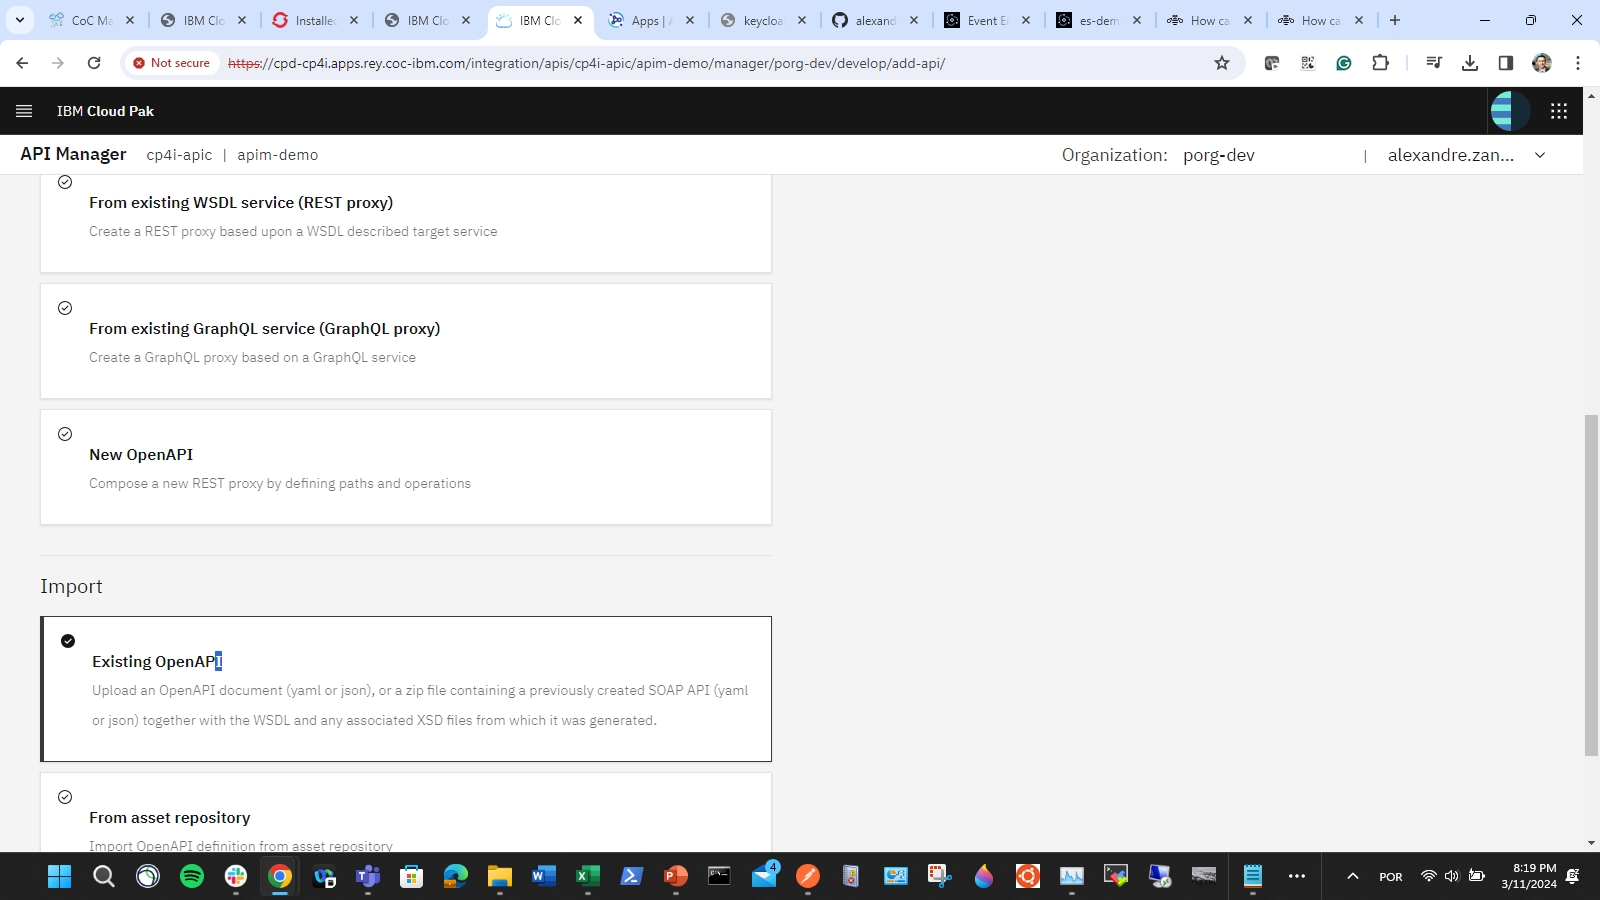 CoC Ma
IBM Clo
Installed
IBM Clo
IBM Clo
Apps | A
keycloa
alexand
Event E
es-dem
How ca
How ca
Not secure
https://cpd-cp4i.apps.rey.coc-ibm.com/integration/apis/cp4i-apic/apim-demo/manager/porg-dev/develop/add-api/
IBM Cloud Pak
API Manager cp4i-apic | apim-demo
Organization: porg-dev | alexandre.zan...
From existing WSDL service (REST proxy)
Create a REST proxy based upon a WSDL described target service
From existing GraphQL service (GraphQL proxy)
Create a GraphQL proxy based on a GraphQL service
New OpenAPI
Compose a new REST proxy by defining paths and operations
Import
Existing OpenAPI
Upload an OpenAPI document (yaml or json), or a zip file containing a previously created SOAP API (yaml
or json) together with the WSDL and any associated XSD files from which it was generated.
From asset repository
Import OpenAPI definition from asset repository
4
POR
8:19 PM
3/11/2024